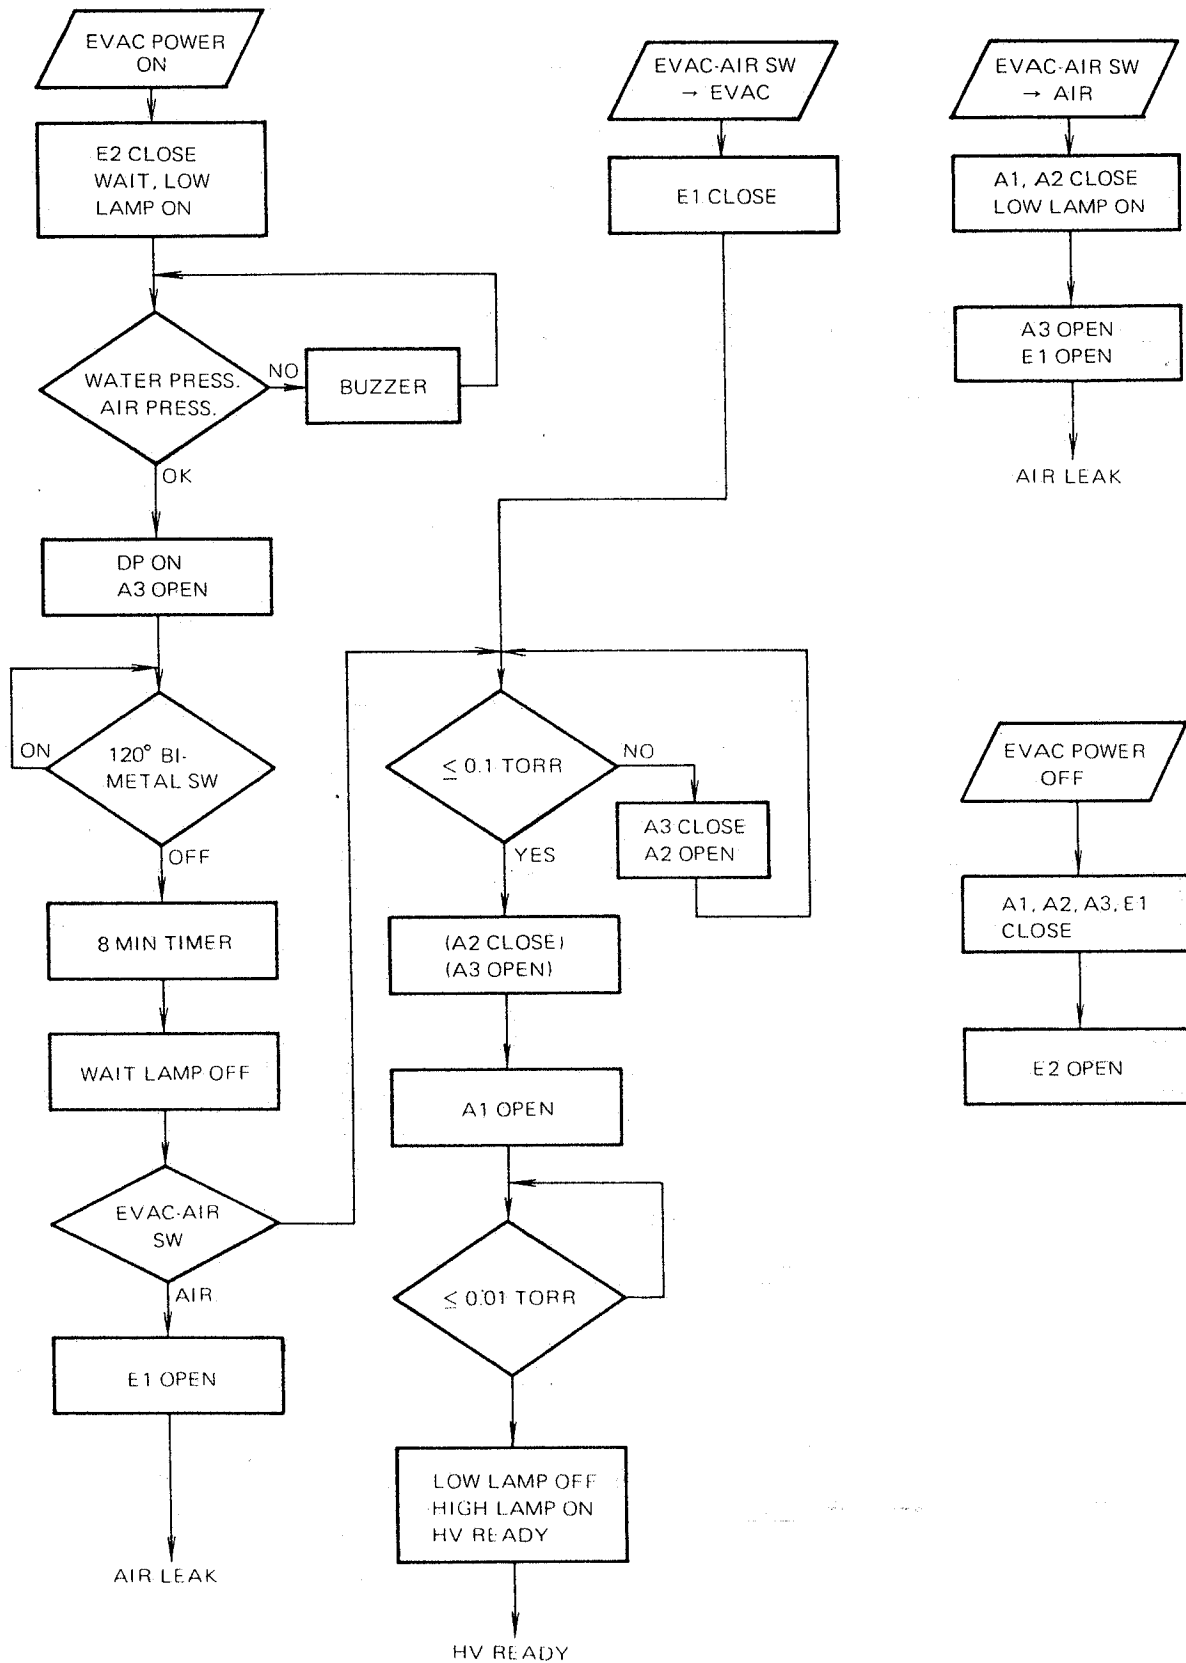 EVAC POWER
ON
E2 CLOSE
WAIT, LOW
LAMP ON
WATER PRESS.
AIR PRESS.
NO
BUZZER
OK
DP ON
A3 OPEN
ON
120° BI-
METAL SW
OFF
8 MIN TIMER
WAIT LAMP OFF
EVAC-AIR
SW
AIR
E1 OPEN
AIR LEAK
EVAC-AIR SW
→ EVAC
E1 CLOSE
≤ 0.1 TORR
NO
A3 CLOSE
A2 OPEN
YES
(A2 CLOSE)
(A3 OPEN)
A1 OPEN
≤ 0.01 TORR
LOW LAMP OFF
HIGH LAMP ON
HV READY
HV READY
EVAC-AIR SW
→ AIR
A1, A2 CLOSE
LOW LAMP ON
A3 OPEN
E1 OPEN
AIR LEAK
EVAC POWER
OFF
A1, A2, A3, E1
CLOSE
E2 OPEN